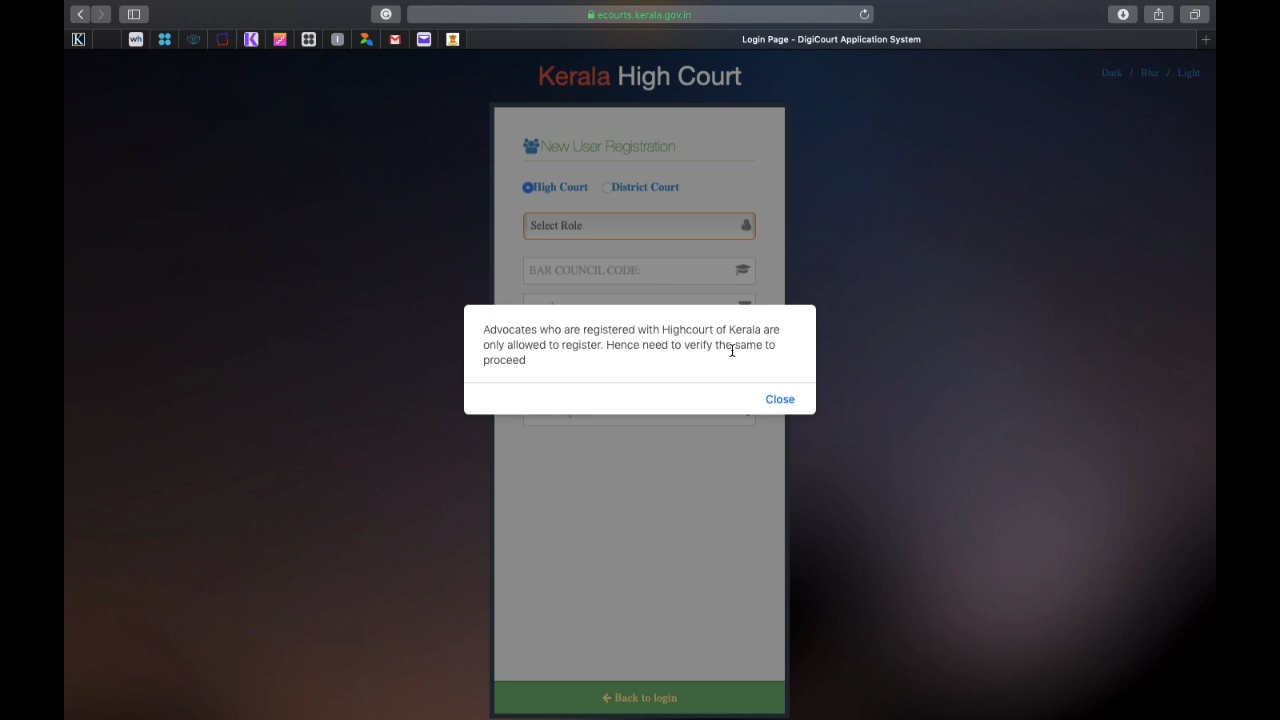 ecourts.kerala.gov.in
wh
Login Page - DigiCourt Application System
Kerala High Court
Dark / Blur / Light
New User Registration
High Court District Court
Select Role
BAR COUNCIL CODE:
Advocates who are registered with Highcourt of Kerala are
only allowed to register. Hence need to verify the same to
proceed
Close
Back to login